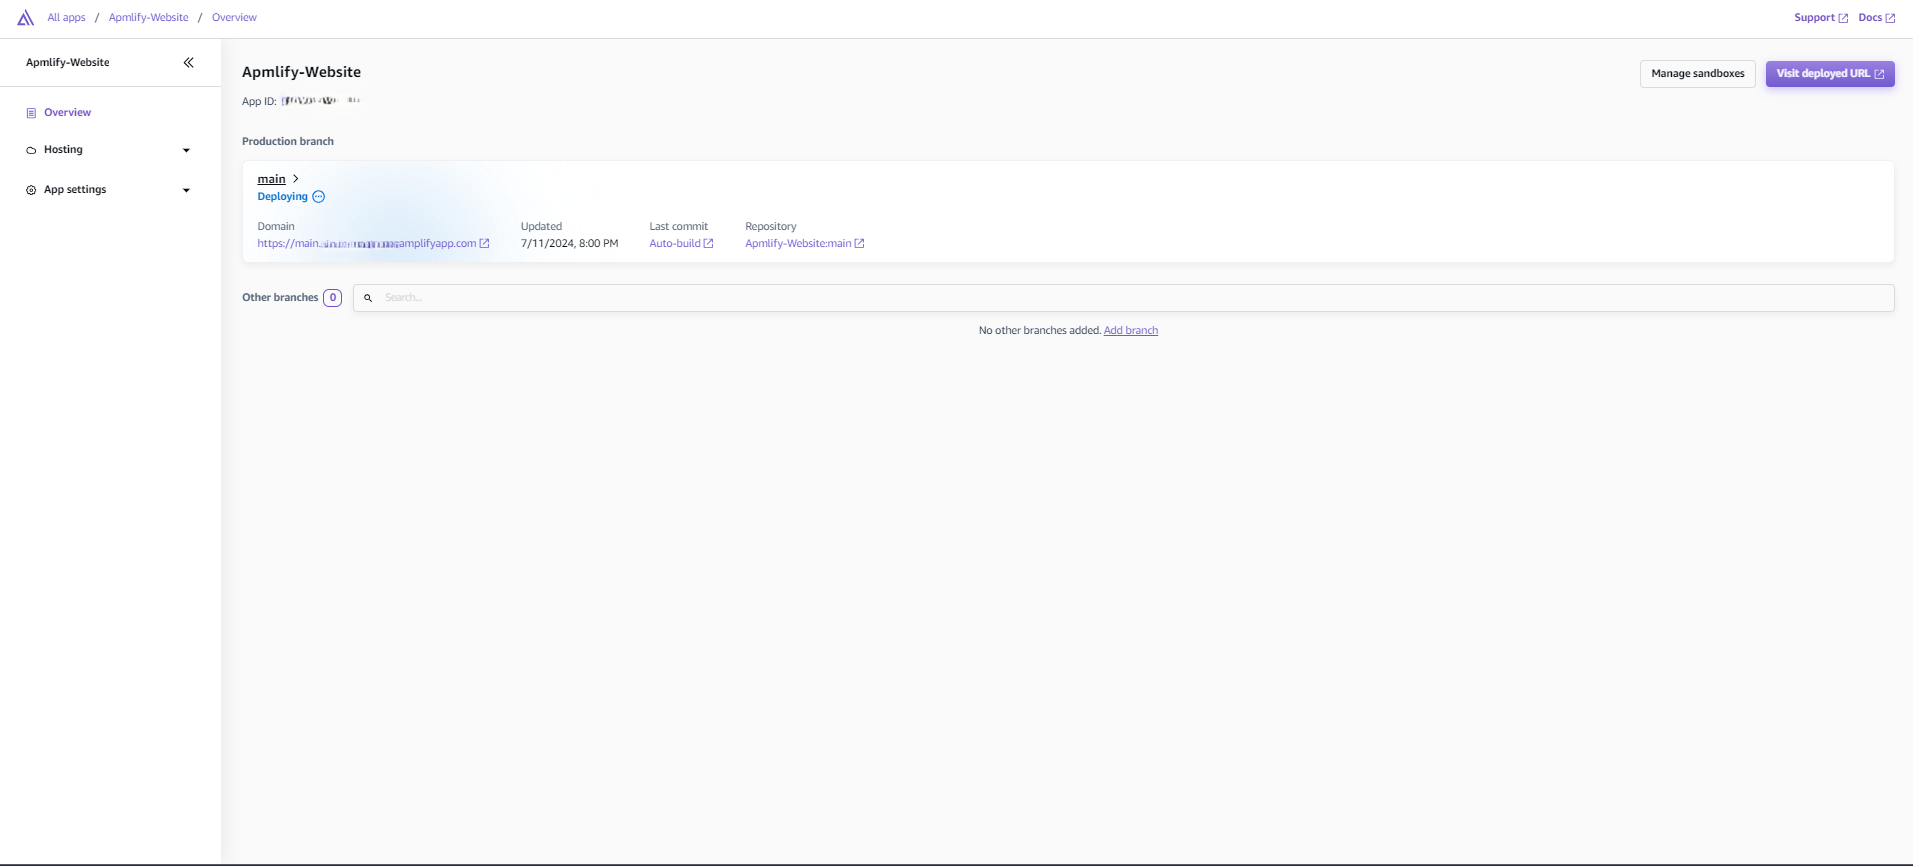 All apps / Apmlify-Website / Overview
Support Docs
Apmlify-Website
Overview
Hosting
App settings
Apmlify-Website
Manage sandboxes
Visit deployed URL
App ID:
Production branch
main
Deploying
Domain
https://main. amplifyapp.com
Updated
7/11/2024, 8:00 PM
Last commit
Auto-build
Repository
Apmlify-Website:main
Other branches 0
Search...
No other branches added. Add branch